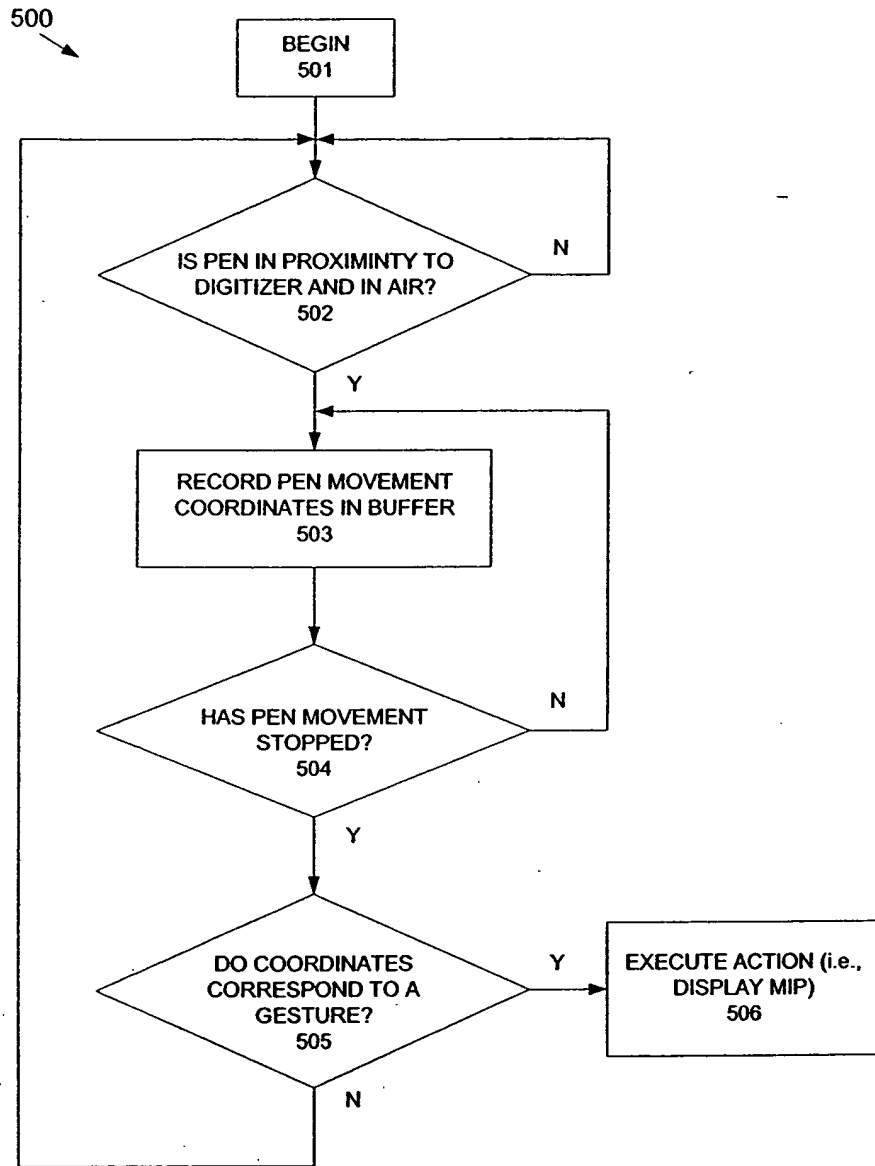 500
BEGIN
501
IS PEN IN PROXIMINTY TO
DIGITIZER AND IN AIR?
502
N
Y
RECORD PEN MOVEMENT
COORDINATES IN BUFFER
503
HAS PEN MOVEMENT
STOPPED?
504
N
Y
DO COORDINATES
CORRESPOND TO A
GESTURE?
505
Y
EXECUTE ACTION (i.e.,
DISPLAY MIP)
506
N